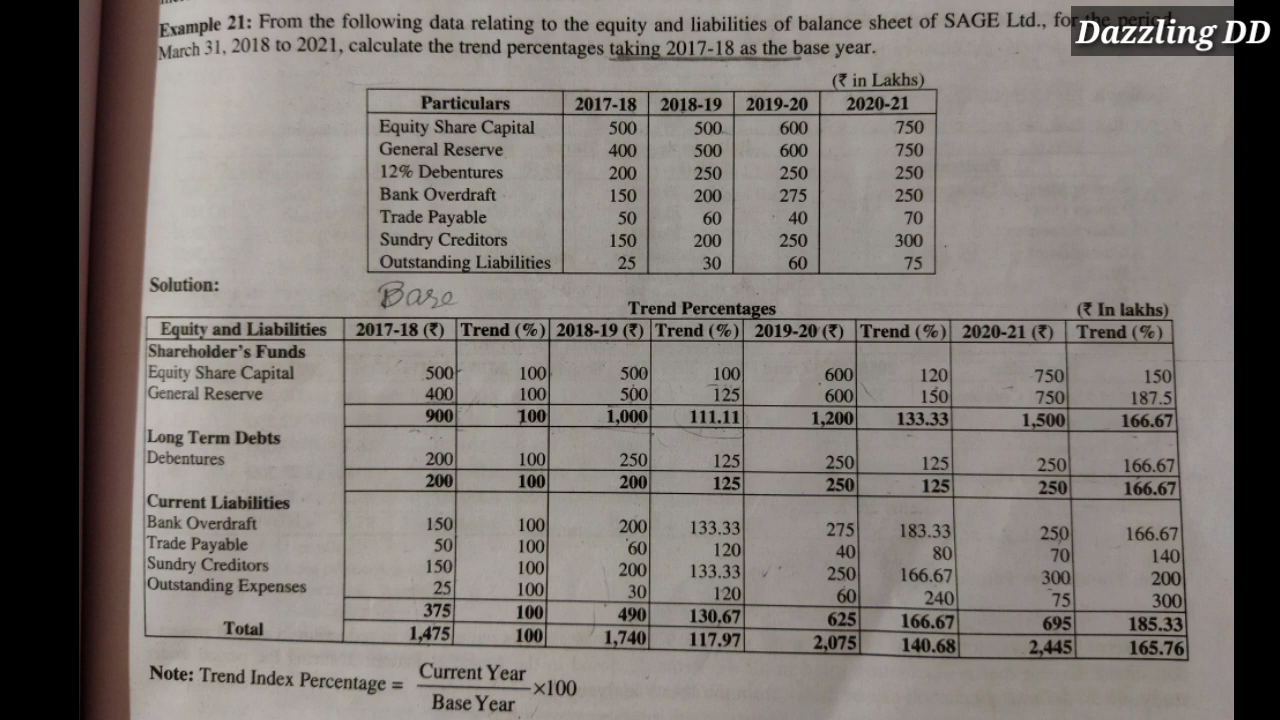 Example 21: From the following data relating to the equity and liabilities of balance sheet of SAGE Ltd., for the period
Dazzling DD
March 31, 2018 to 2021, calculate the trend percentages taking 2017-18 as the base year.
(₹ in Lakhs)
Particulars 2017-18 2018-19 2019-20 2020-21
Equity Share Capital 500 500 600 750
General Reserve 400 500 600 750
12% Debentures 200 250 250 250
Bank Overdraft 150 200 275 250
Trade Payable 50 60 40 70
Sundry Creditors 150 200 250 300
Outstanding Liabilities 25 30 60 75
Solution:
Base
Trend Percentages (₹ In lakhs)
Equity and Liabilities 2017-18 (₹) Trend (%) 2018-19 (₹) Trend (%) 2019-20 (₹) Trend (%) 2020-21 (₹) Trend (%)
Shareholder's Funds
Equity Share Capital 500 100 500 100 600 120 750 150
General Reserve 400 100 500 125 600 150 750 187.5
900 100 1,000 111.11 1,200 133.33 1,500 166.67
Long Term Debts
Debentures 200 100 250 125 250 125 250 166.67
200 100 200 125 250 125 250 166.67
Current Liabilities
Bank Overdraft 150 100 200 133.33 275 183.33 250 166.67
Trade Payable 50 100 60 120 40 80 70 140
Sundry Creditors 150 100 200 133.33 250 166.67 300 200
Outstanding Expenses 25 100 30 120 60 240 75 300
375 100 490 130.67 625 166.67 695 185.33
Total 1,475 100 1,740 117.97 2,075 140.68 2,445 165.76
Note: Trend Index Percentage = Current Year / Base Year ×100